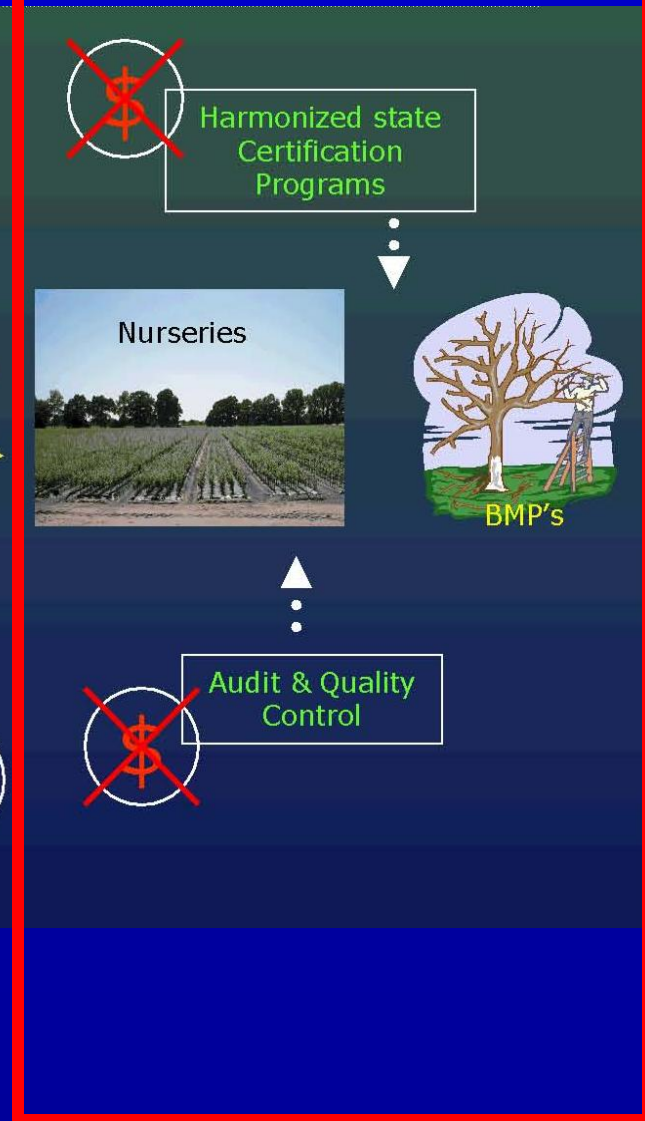 $
Harmonized state
Certification
Programs
Nurseries
BMP's
Audit & Quality
Control
$